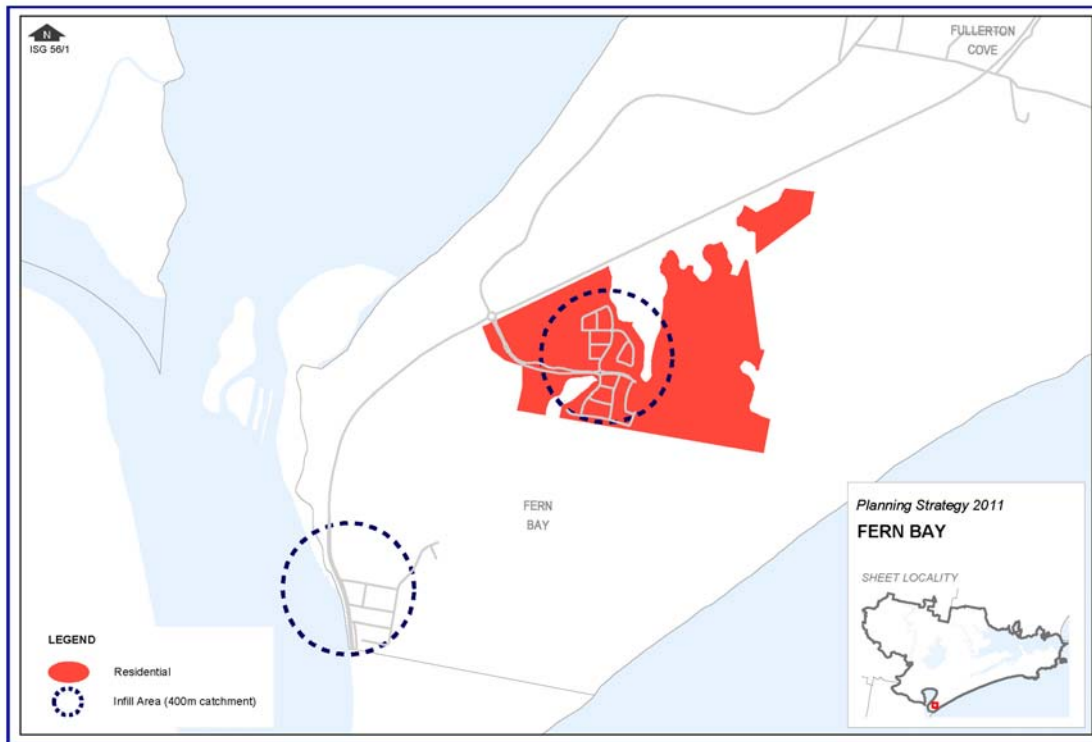 N
ISG 56/1
FULLERTON
COVE
FERN
BAY
Planning Strategy 2011
FERN BAY
SHEET LOCALITY
LEGEND
Residential
Infill Area (400m catchment)